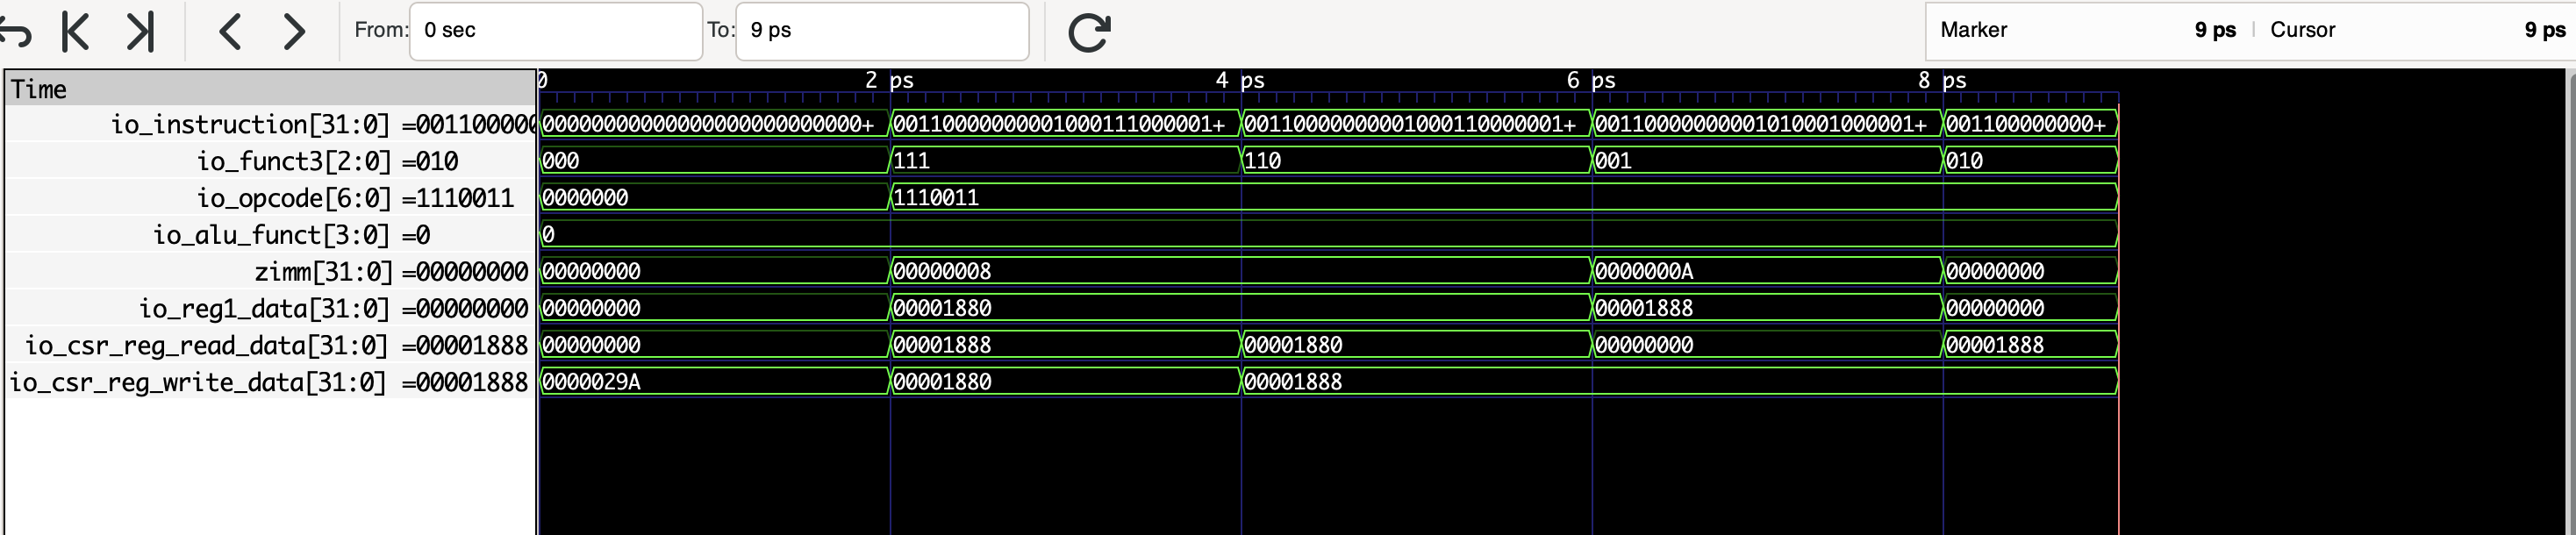 From: 0 sec To: 9 ps Marker 9 ps Cursor 9 ps
Time 0 2 ps 4 ps 6 ps 8 ps
io_instruction[31:0] =001100000 0000000000000000000000000+ 00110000000001000111000001+ 00110000000001000110000001+ 0011000000001010001000001+ 001100000000+
io_funct3[2:0] =010 000 111 110 001 010
io_opcode[6:0] =1110011 0000000 1110011
io_alu_funct[3:0] =0 0
zimm[31:0] =00000000 00000000 00000008 0000000A 00000000
io_reg1_data[31:0] =00000000 00000000 00001880 00001888 00000000
io_csr_reg_read_data[31:0] =00001888 00000000 00001888 00001880 00000000 00001888
io_csr_reg_write_data[31:0] =00001888 0000029A 00001880 00001888